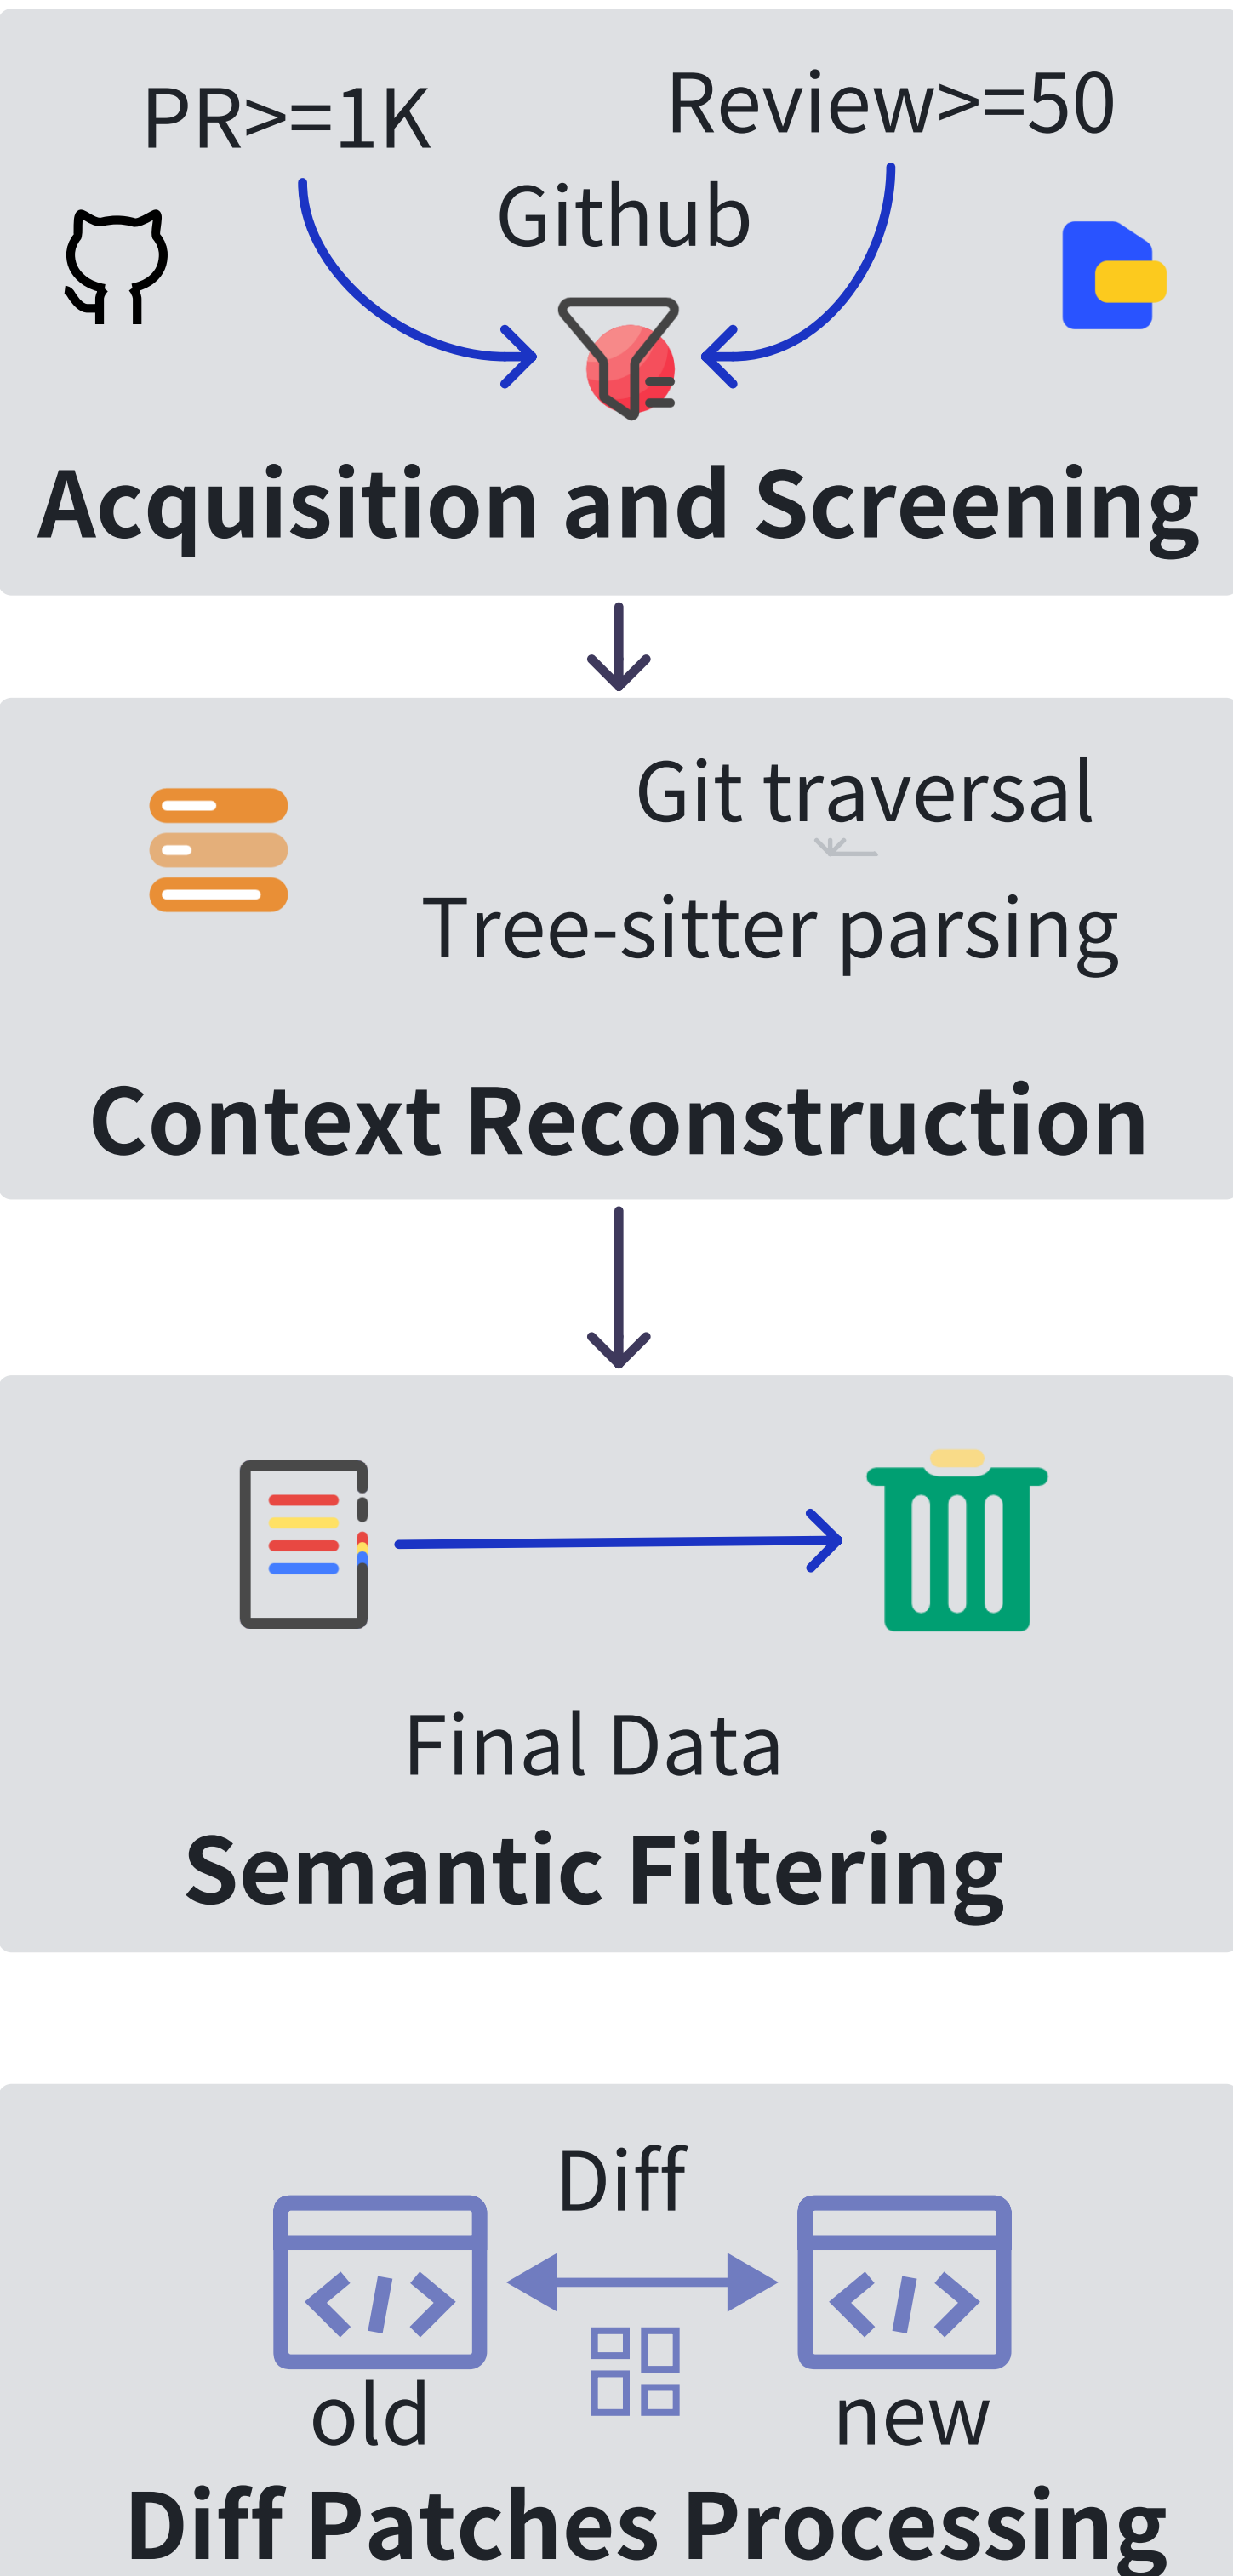 PR>=1K
Review>=50
Github
Acquisition and Screening
Git traversal
Tree-sitter parsing
Context Reconstruction
Final Data
Semantic Filtering
Diff
old
new
Diff Patches Processing